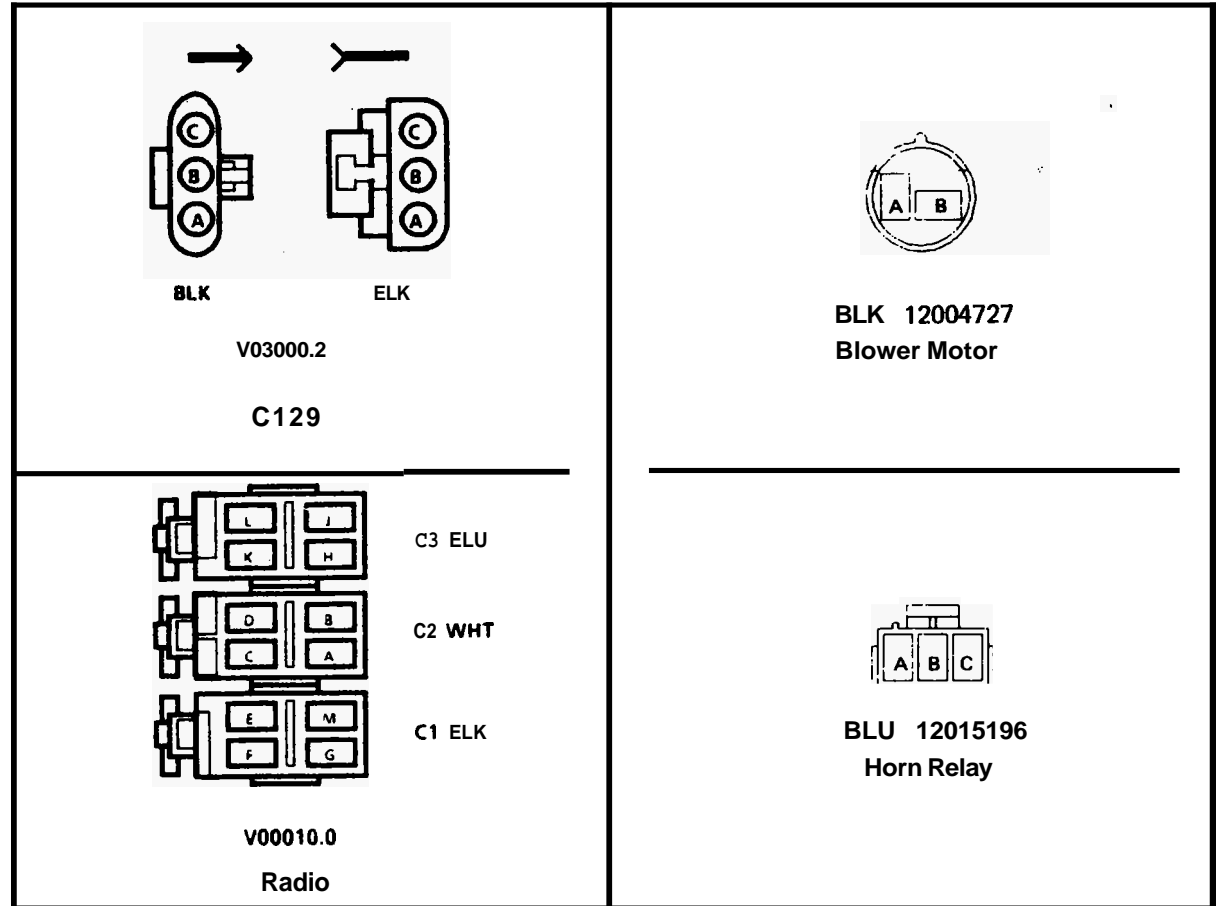 C C
B B
A A
BLK ELK
V03000.2
C129
A B
BLK 12004727
Blower Motor
L J
K H
C3 ELU
D B
C A
C2 WHT
E M
F G
C1 ELK
V00010.0
Radio
A B C
BLU 12015196
Horn Relay